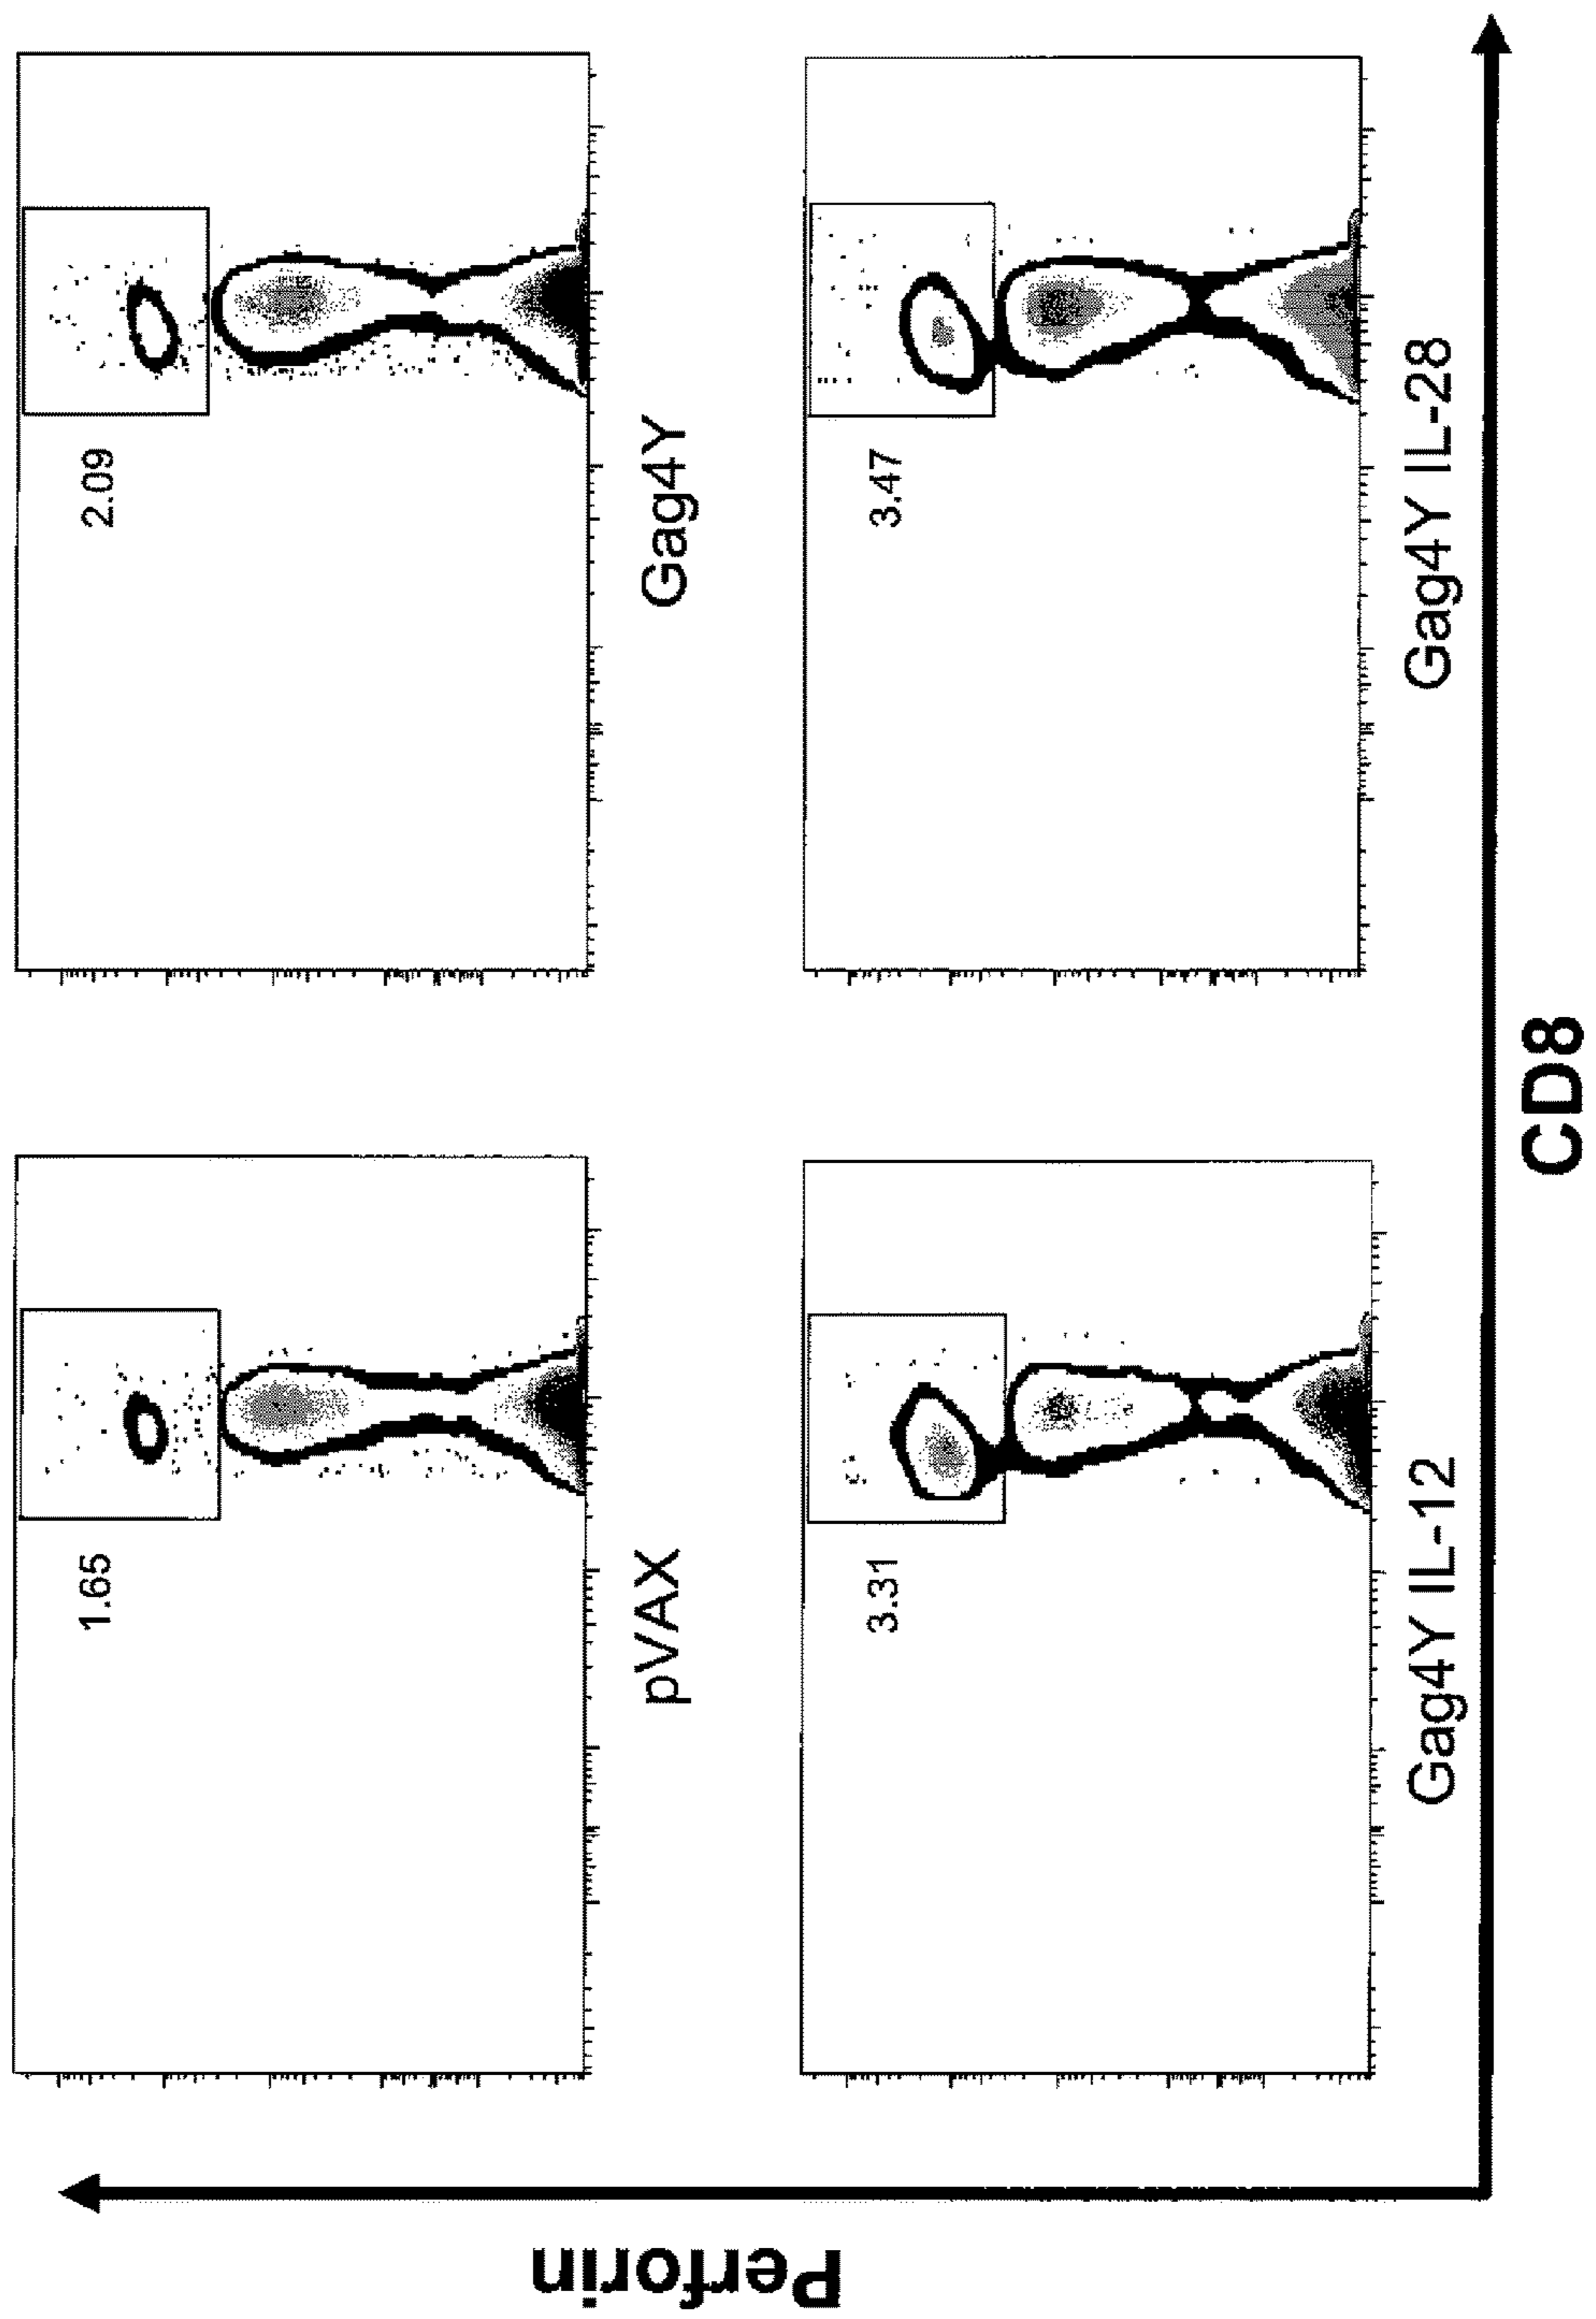 Perforin
1.65
2.09
pVAX
Gag4Y
3.31
3.47
Gag4Y IL-12
Gag4Y IL-28
CD8